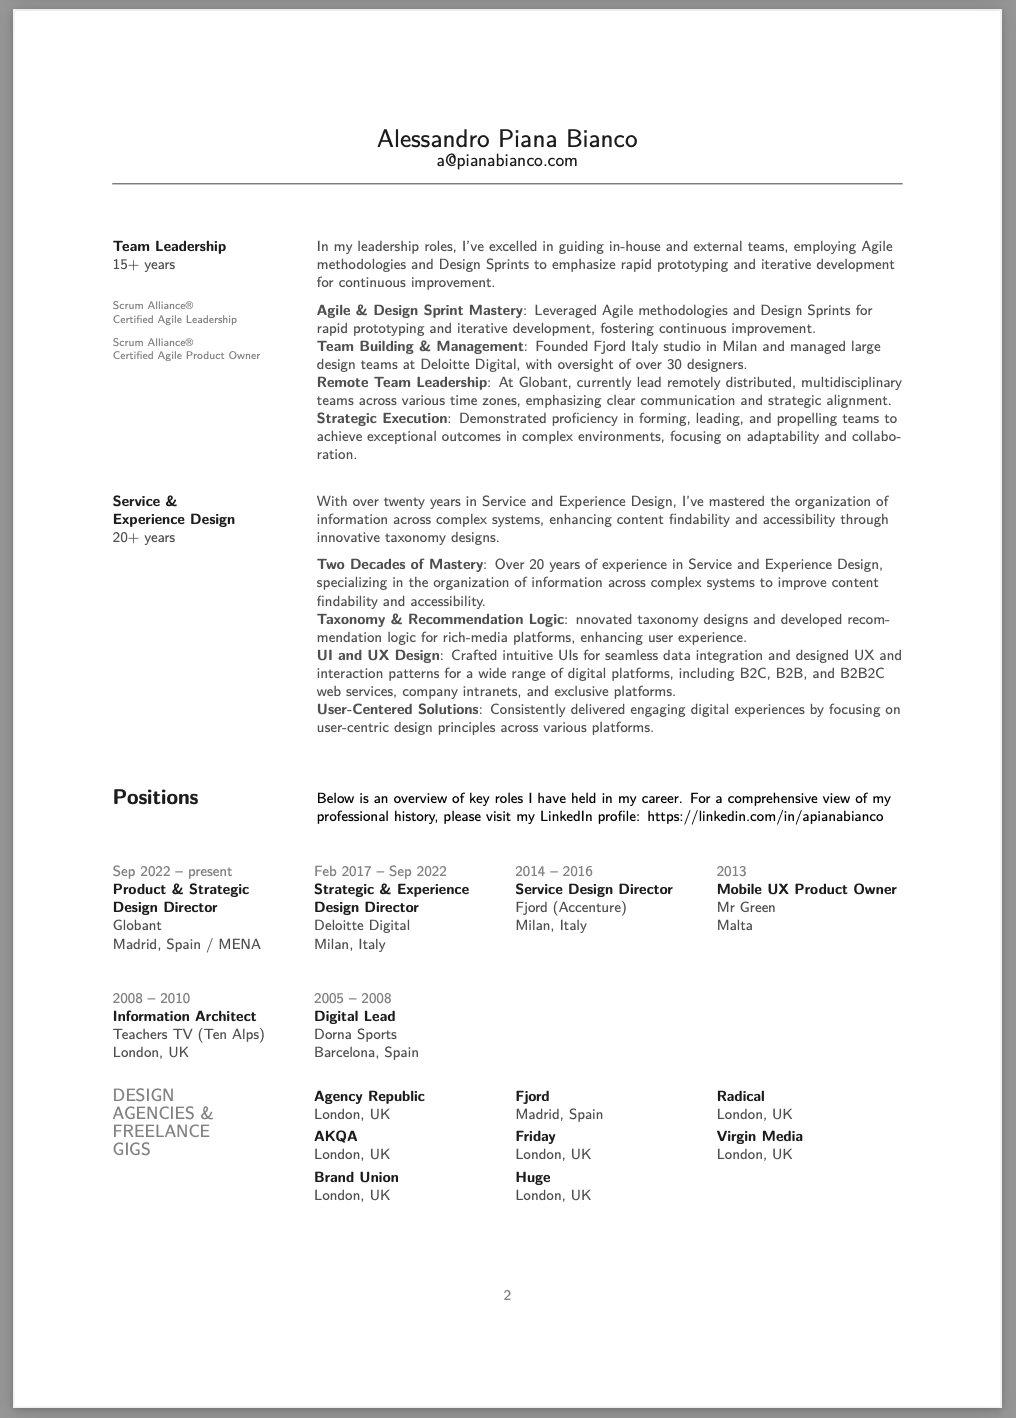 Alessandro Piana Bianco
a@pianabianco.com
Team Leadership
15+ years
Scrum Alliance®
Certified Agile Leadership
Scrum Alliance®
Certified Agile Product Owner
In my leadership roles, I've excelled in guiding in-house and external teams, employing Agile
methodologies and Design Sprints to emphasize rapid prototyping and iterative development
for continuous improvement.
Agile & Design Sprint Mastery: Leveraged Agile methodologies and Design Sprints for
rapid prototyping and iterative development, fostering continuous improvement.
Team Building & Management: Founded Fjord Italy studio in Milan and managed large
design teams at Deloitte Digital, with oversight of over 30 designers.
Remote Team Leadership: At Globant, currently lead remotely distributed, multidisciplinary
teams across various time zones, emphasizing clear communication and strategic alignment.
Strategic Execution: Demonstrated proficiency in forming, leading, and propelling teams to
achieve exceptional outcomes in complex environments, focusing on adaptability and collabo-
ration.
Service &
Experience Design
20+ years
With over twenty years in Service and Experience Design, I've mastered the organization of
information across complex systems, enhancing content findability and accessibility through
innovative taxonomy designs.
Two Decades of Mastery: Over 20 years of experience in Service and Experience Design,
specializing in the organization of information across complex systems to improve content
findability and accessibility.
Taxonomy & Recommendation Logic: nnovated taxonomy designs and developed recom-
mendation logic for rich-media platforms, enhancing user experience.
UI and UX Design: Crafted intuitive UIs for seamless data integration and designed UX and
interaction patterns for a wide range of digital platforms, including B2C, B2B, and B2B2C
web services, company intranets, and exclusive platforms.
User-Centered Solutions: Consistently delivered engaging digital experiences by focusing on
user-centric design principles across various platforms.
Positions
Below is an overview of key roles I have held in my career. For a comprehensive view of my
professional history, please visit my LinkedIn profile: https://linkedin.com/in/apianabianco
Sep 2022 – present
Product & Strategic
Design Director
Globant
Madrid, Spain / MENA
Feb 2017 – Sep 2022
Strategic & Experience
Design Director
Deloitte Digital
Milan, Italy
2014 – 2016
Service Design Director
Fjord (Accenture)
Milan, Italy
2013
Mobile UX Product Owner
Mr Green
Malta
2008 – 2010
Information Architect
Teachers TV (Ten Alps)
London, UK
2005 – 2008
Digital Lead
Dorna Sports
Barcelona, Spain
DESIGN
AGENCIES &
FREELANCE
GIGS
Agency Republic
London, UK
AKQA
London, UK
Brand Union
London, UK
Fjord
Madrid, Spain
Friday
London, UK
Huge
London, UK
Radical
London, UK
Virgin Media
London, UK
2